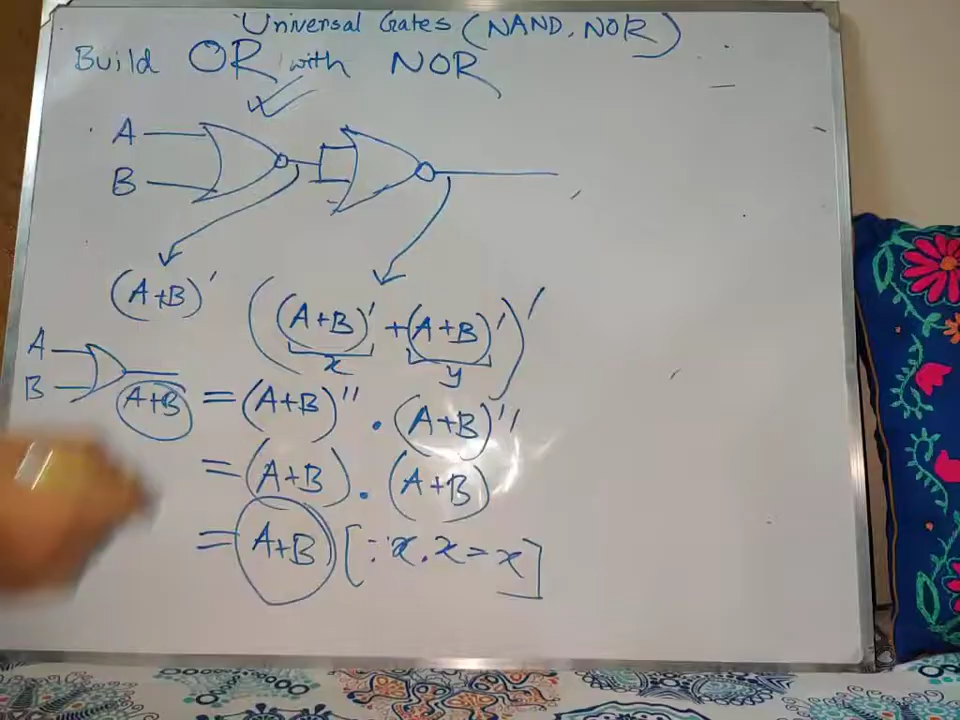 Universal Gates (NAND, NOR)
Build OR with NOR
A
B
(A+B)'
((A+B)' + (A+B)')'
x y
A
B
A+B
= (A+B)'' . (A+B)''
= (A+B) . (A+B)
= A+B [∵ x.x = x]